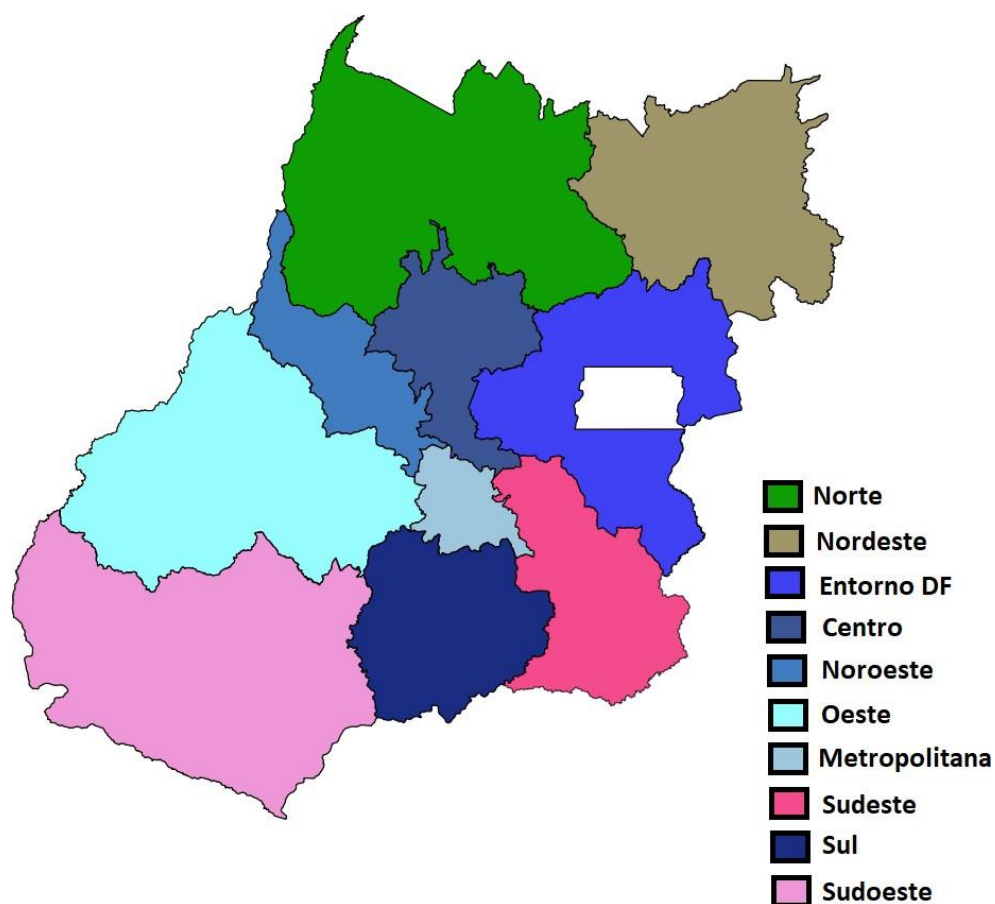 Norte
Nordeste
Entorno DF
Centro
Noroeste
Oeste
Metropolitana
Sudeste
Sul
Sudoeste